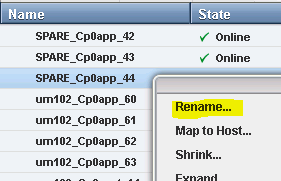 Name State
SPARE_Cp0app_42 Online
SPARE_Cp0app_43 Online
SPARE_Cp0app_44
um102_Cp0app_60
um102_Cp0app_61
um102_Cp0app_62
um102_Cp0app_63
Rename...
Map to Host...
Shrink...
Expand